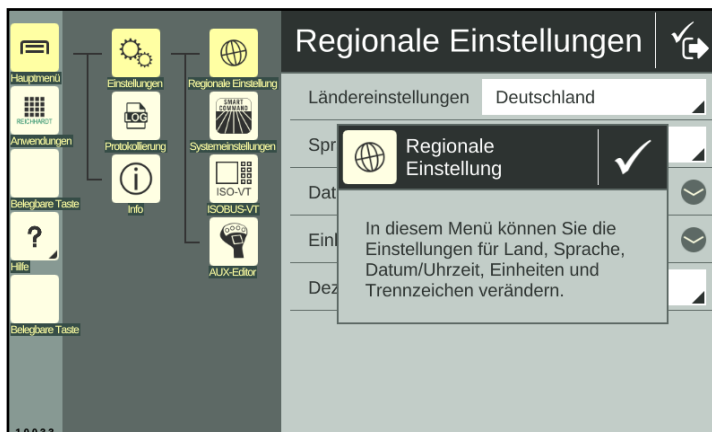 Hauptmenü
REICHHARDT
Anwendungen
Belegbare Taste
?
Hilfe
Belegbare Taste
Einstellungen
LOG
Protokollierung
i
Info
Regionale Einstellung
SMART
COMMAND
Systemeinstellungen
ISO-VT
ISOBUS-VT
AUX-Editor
Regionale Einstellungen
Ländereinstellungen Deutschland
Spr
Dat
Dez
Regionale
Einstellung
In diesem Menü können Sie die
Einstellungen für Land, Sprache,
Datum/Uhrzeit, Einheiten und
Trennzeichen verändern.